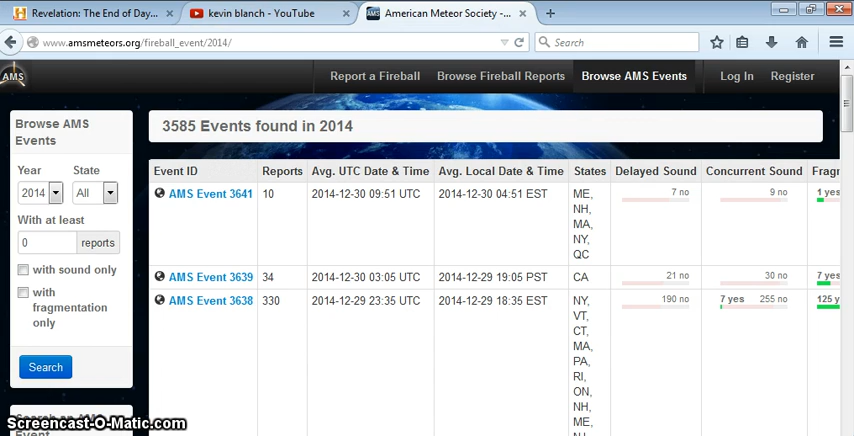 Revelation: The End of Day...
kevin blanch - YouTube
American Meteor Society -...
www.amsmeteors.org/fireball_event/2014/
Search
AMS
Report a Fireball
Browse Fireball Reports
Browse AMS Events
Log In
Register
Browse AMS
Events
Year
State
2014
All
With at least
0
reports
with sound only
with
fragmentation
only
Search
3585 Events found in 2014
Event ID Reports Avg. UTC Date & Time Avg. Local Date & Time States Delayed Sound Concurrent Sound Fragr
AMS Event 3641 10 2014-12-30 09:51 UTC 2014-12-30 04:51 EST ME, 7 no 9 no 1 yes
NH,
MA,
NY,
QC
AMS Event 3639 34 2014-12-30 03:05 UTC 2014-12-29 19:05 PST CA 21 no 30 no 7 yes
AMS Event 3638 330 2014-12-29 23:35 UTC 2014-12-29 18:35 EST NY, 190 no 7 yes 255 no 125 y
VT,
CT,
MA,
PA,
RI,
ON,
NH,
ME,
Screencast-O-Matic.com